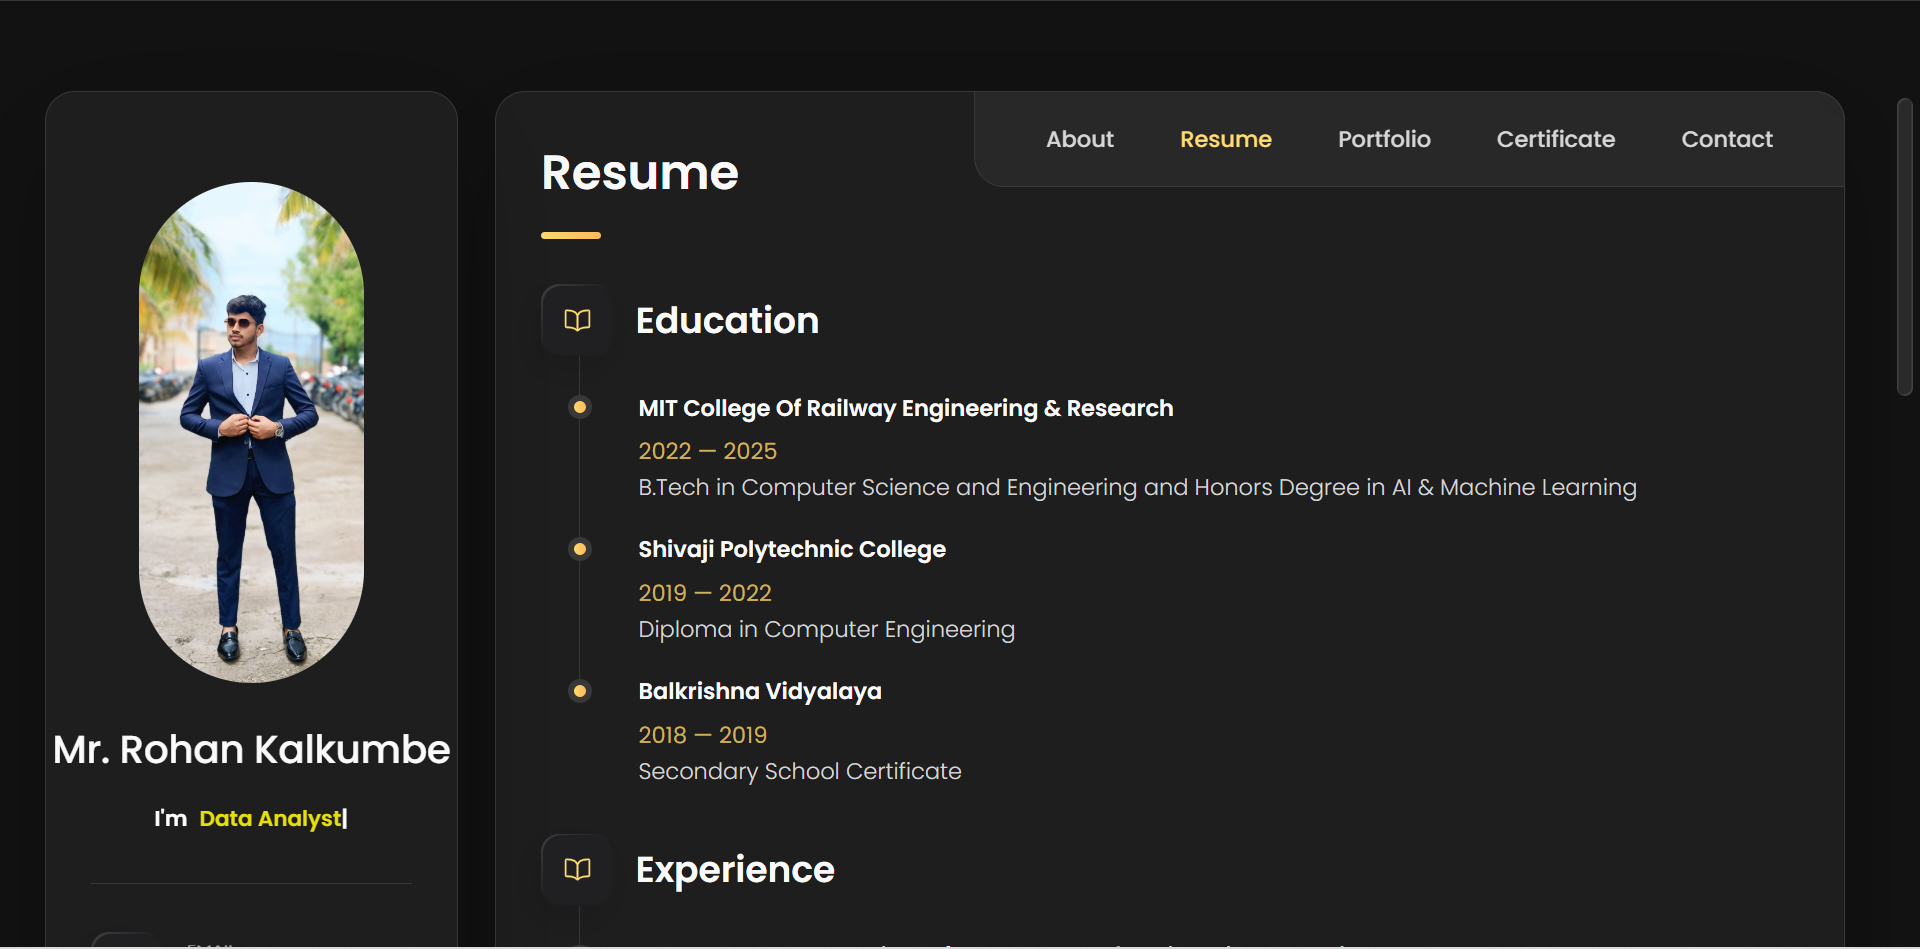 About
Resume
Portfolio
Certificate
Contact
Resume
Education
MIT College Of Railway Engineering & Research
2022 — 2025
B.Tech in Computer Science and Engineering and Honors Degree in AI & Machine Learning
Shivaji Polytechnic College
2019 — 2022
Diploma in Computer Engineering
Balkrishna Vidyalaya
2018 — 2019
Secondary School Certificate
Experience
Mr. Rohan Kalkumbe
I'm Data Analyst